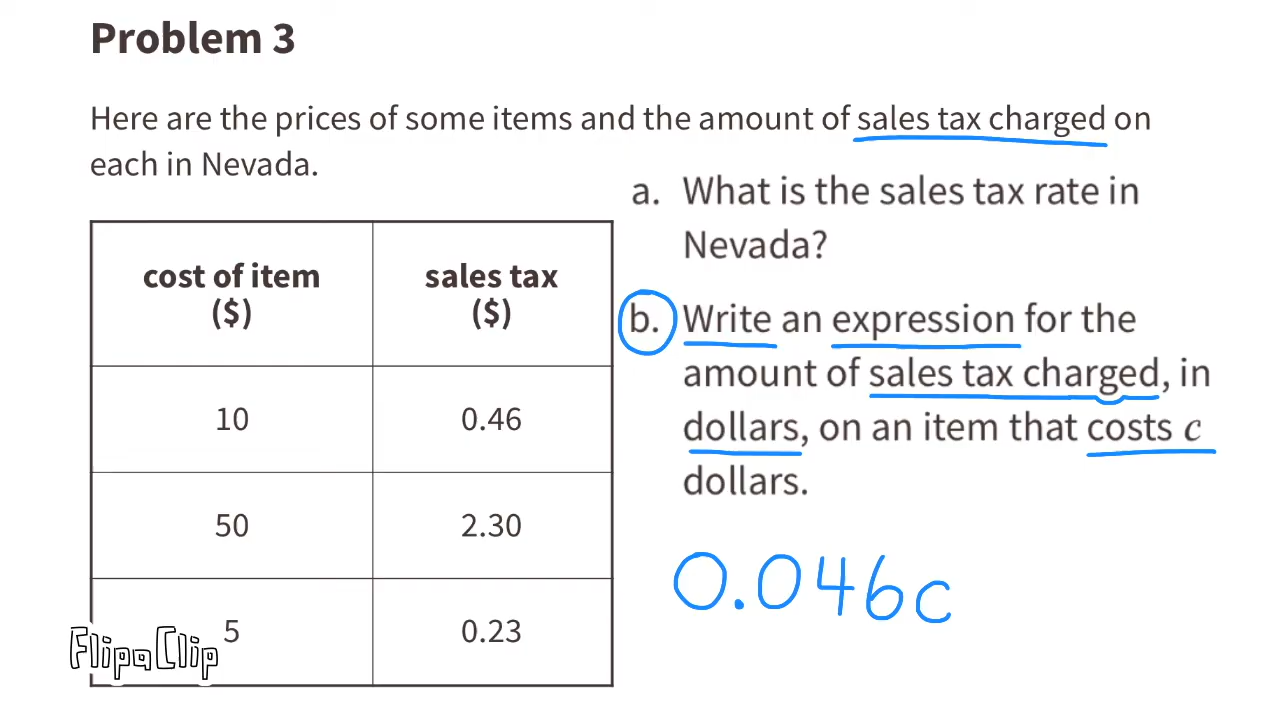 Problem 3
Here are the prices of some items and the amount of sales tax charged on
each in Nevada.
cost of item
($)
sales tax
($)
10
0.46
50
2.30
5
0.23
a. What is the sales tax rate in
Nevada?
b. Write an expression for the
amount of sales tax charged, in
dollars, on an item that costs c
dollars.
0.046c
FlipaClip